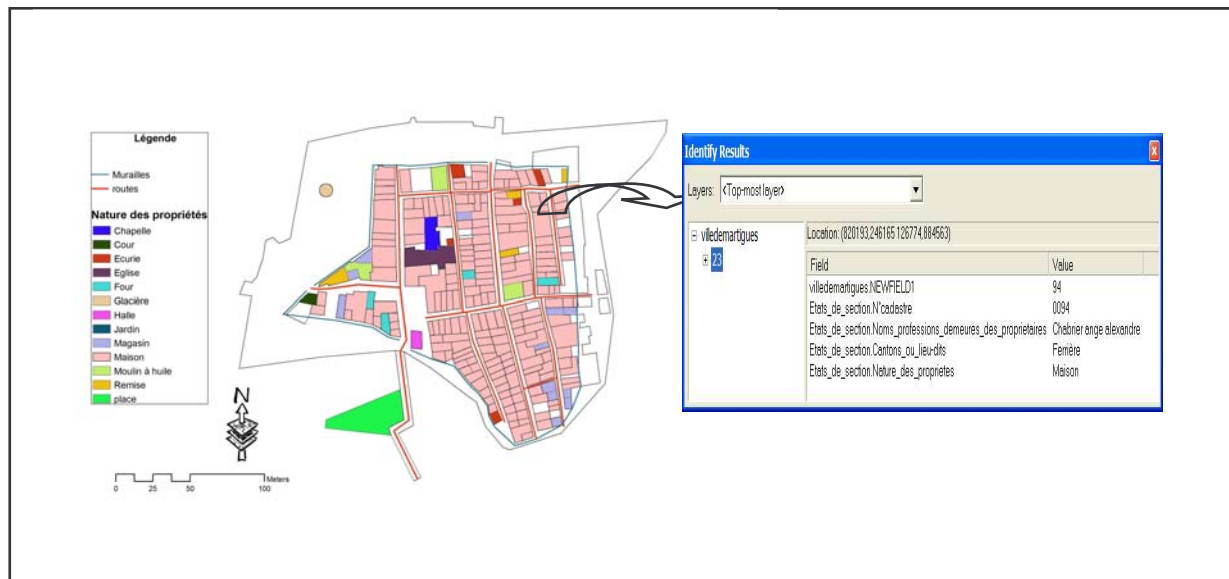 Légende
Murailles
routes
Nature des propriétés
Chapelle
Cour
Ecurie
Eglise
Four
Glacière
Halle
Jardin
Magasin
Maison
Moulin à huile
Remise
place
N
Meters
0 25 50 100
Identify Results
Layers: <Top-most layer>
villedemartigues
23
Location: (820193,246165 126774,884563)
Field Value
villedemartigues.NEWFIELD1 94
Etats_de_section.N°cadastre 0094
Etats_de_section.Noms_professions_demeures_des_proprietaires Chabrier ange alexandre
Etats_de_section.Cantons_ou_lieu-dits Ferrière
Etats_de_section.Nature_des_proprietes Maison